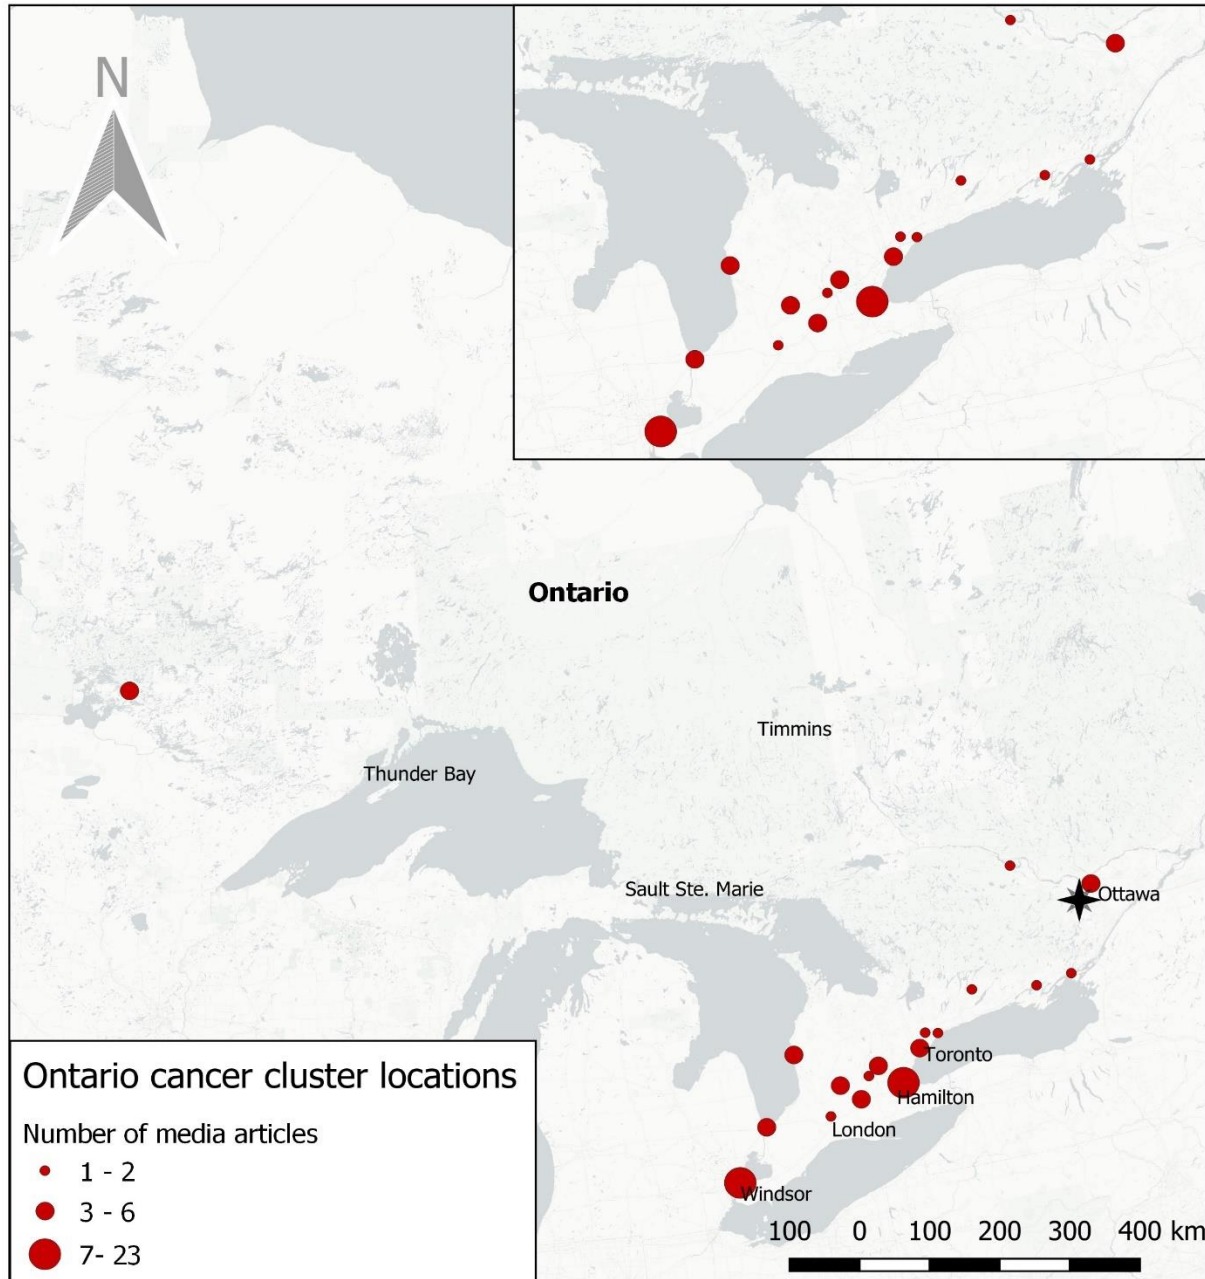 N
Ontario
Timmins
Thunder Bay
Sault Ste. Marie
Ottawa
Toronto
Hamilton
London
Windsor
Ontario cancer cluster locations
Number of media articles
1 - 2
3 - 6
7- 23
100 0 100 200 300 400 km